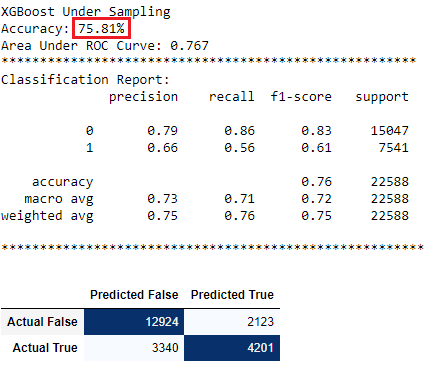 XGBoost Under Sampling
Accuracy: 75.81%
Area Under ROC Curve: 0.767
******************************************************
Classification Report:
precision recall f1-score support
0 0.79 0.86 0.83 15047
1 0.66 0.56 0.61 7541
accuracy 0.76 22588
macro avg 0.73 0.71 0.72 22588
weighted avg 0.75 0.76 0.75 22588
*******************************************************
Predicted False Predicted True
Actual False 12924 2123
Actual True 3340 4201